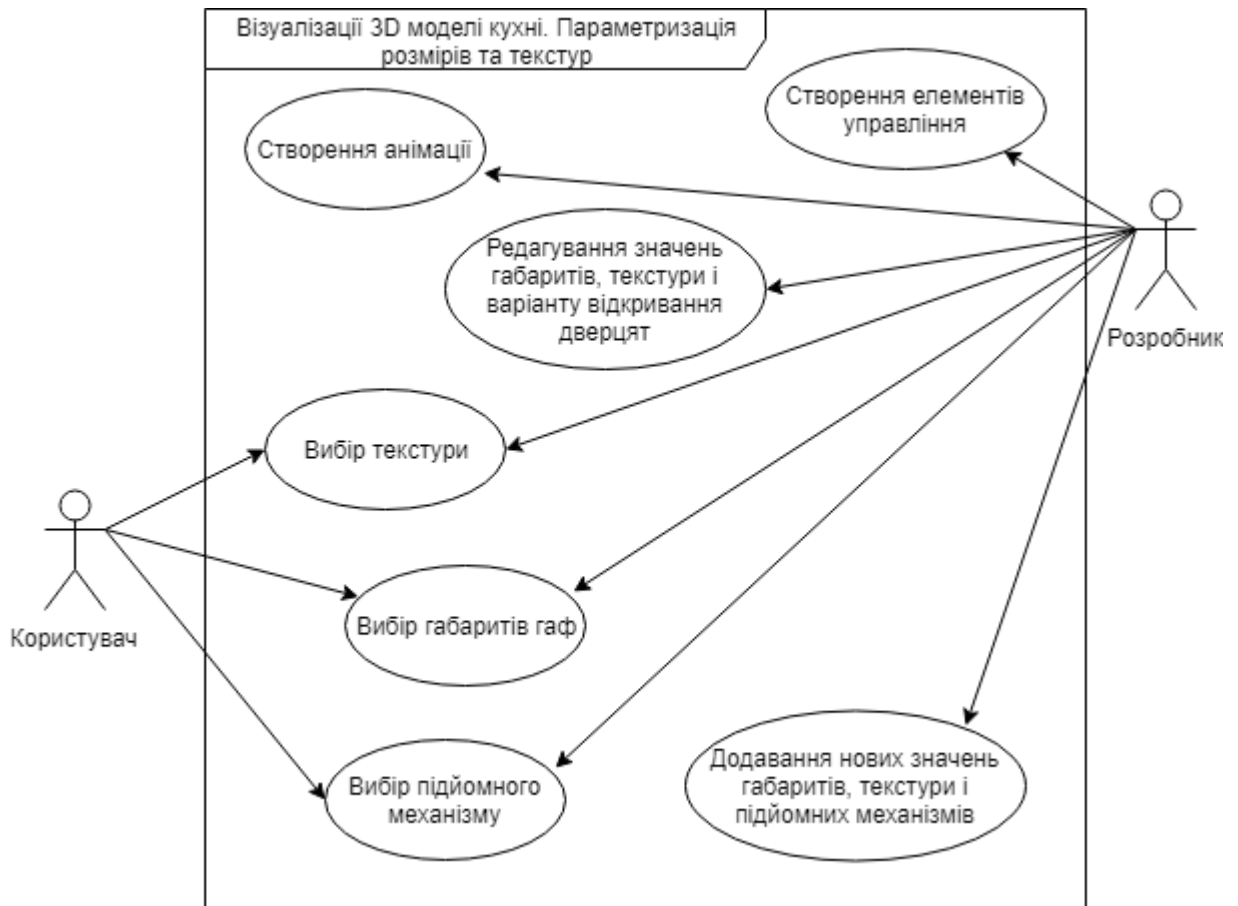 Візуалізації 3D моделі кухні. Параметризація
розмірів та текстур
Створення елементів
управління
Створення анімації
Редагування значень
габаритів, текстури і
варіанту відкривання
дверцят
Розробник
Вибір текстури
Вибір габаритів гаф
Користувач
Вибір підйомного
механізму
Додавання нових значень
габаритів, текстури і
підйомних механізмів